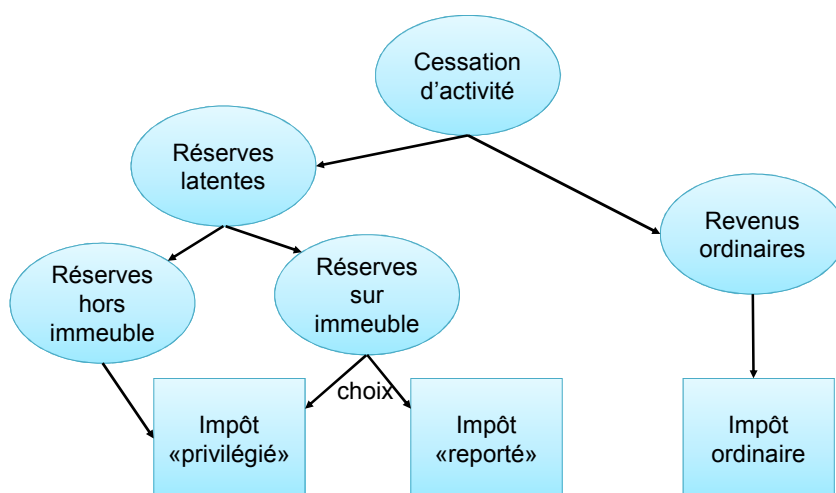 Cessation
d'activité
Réserves
latentes
Revenus
ordinaires
Réserves
hors
immeuble
Réserves
sur
immeuble
choix
Impôt
«privilégié»
Impôt
«reporté»
Impôt
ordinaire